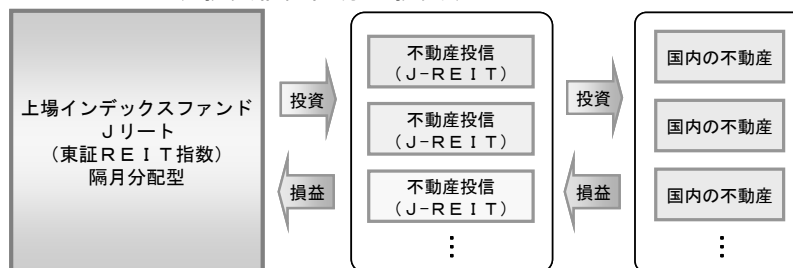 上場インデックスファンド
Jリート
(東証REIT指数)
隔月分配型
投資
損益
不動産投信
(J-REIT)
不動産投信
(J-REIT)
不動産投信
(J-REIT)
⋮
投資
損益
国内の不動産
国内の不動産
国内の不動産
⋮